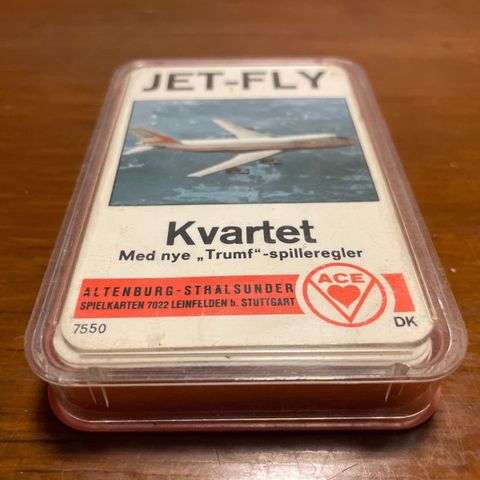 JET-FLY
Kvartet
Med nye „Trumf“-spilleregler
ALTENBURG-STRALSUNDER
SPIELKARTEN 7022 LEINFELDEN b. STUTTGART
ACE
7550
DK